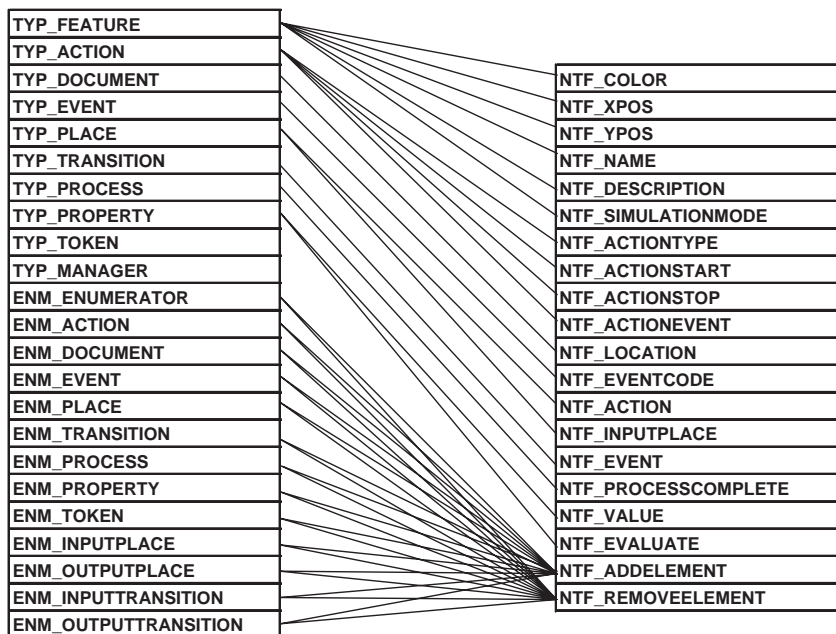 TYP_FEATURE
TYP_ACTION
TYP_DOCUMENT
TYP_EVENT
TYP_PLACE
TYP_TRANSITION
TYP_PROCESS
TYP_PROPERTY
TYP_TOKEN
TYP_MANAGER
ENM_ENUMERATOR
ENM_ACTION
ENM_DOCUMENT
ENM_EVENT
ENM_PLACE
ENM_TRANSITION
ENM_PROCESS
ENM_PROPERTY
ENM_TOKEN
ENM_INPUTPLACE
ENM_OUTPUTPLACE
ENM_INPUTTRANSITION
ENM_OUTPUTTRANSITION
NTF_COLOR
NTF_XPOS
NTF_YPOS
NTF_NAME
NTF_DESCRIPTION
NTF_SIMULATIONMODE
NTF_ACTIONTYPE
NTF_ACTIONSTART
NTF_ACTIONSTOP
NTF_ACTIONEVENT
NTF_LOCATION
NTF_EVENTCODE
NTF_ACTION
NTF_INPUTPLACE
NTF_EVENT
NTF_PROCESSCOMPLETE
NTF_VALUE
NTF_EVALUATE
NTF_ADDELEMENT
NTF_REMOVEELEMENT